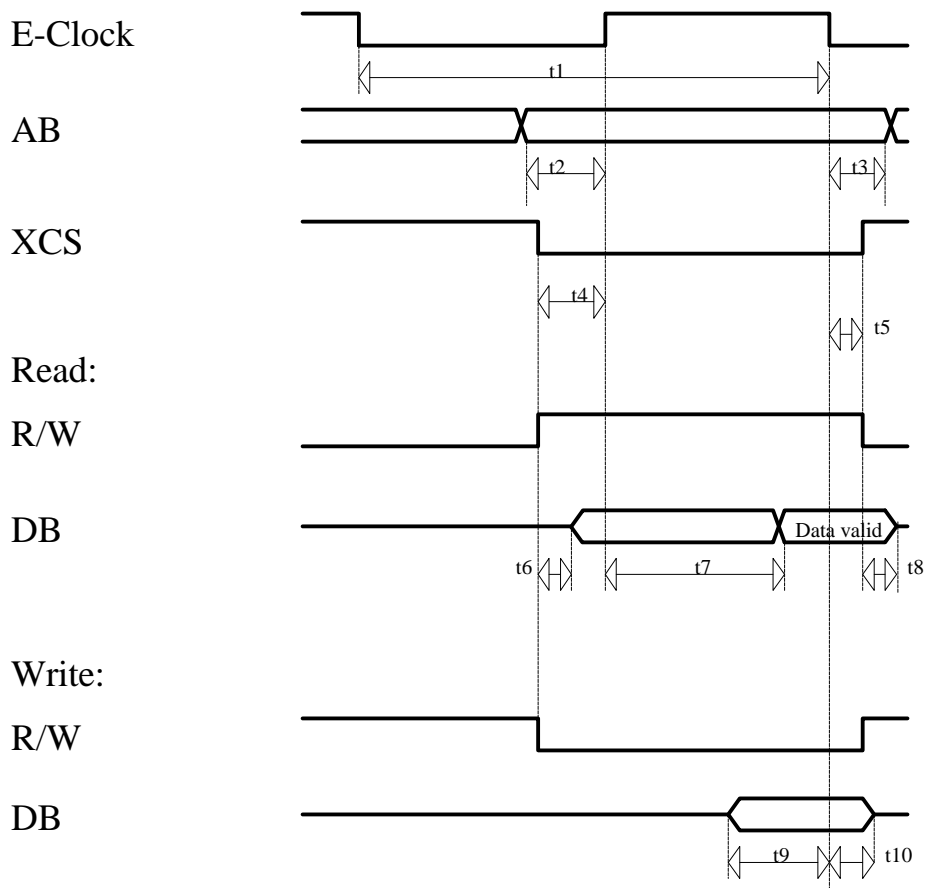 E-Clock
t1
AB
t2
t3
XCS
t4
t5
Read:
R/W
DB
Data valid
t6
t7
t8
Write:
R/W
DB
t9
t10